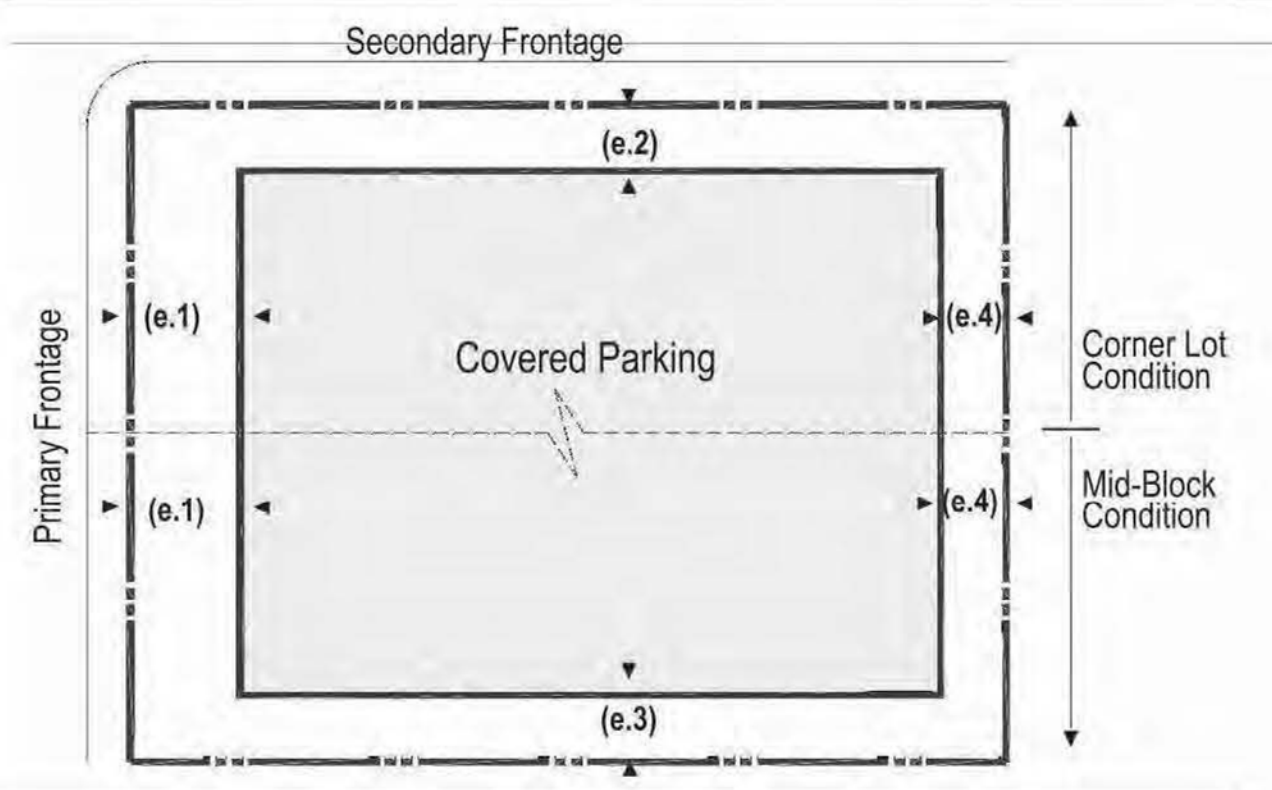 Secondary Frontage
(e.2)
Primary Frontage
(e.1)
(e.4)
Covered Parking
Corner Lot
Condition
(e.1)
(e.4)
Mid-Block
Condition
(e.3)